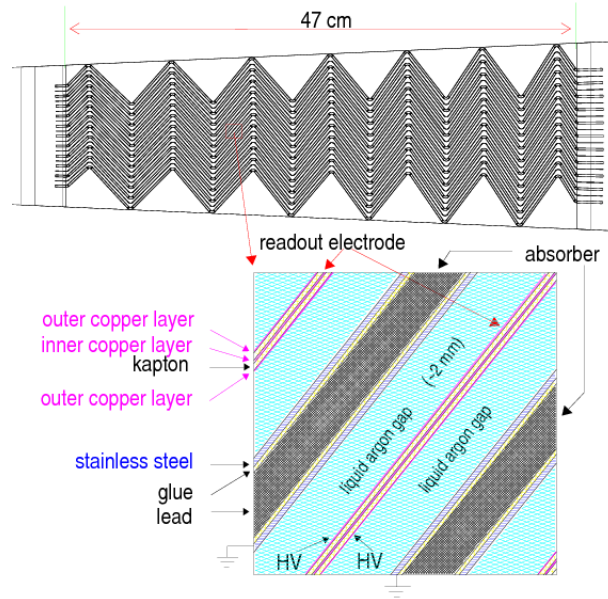 47 cm
readout electrode
absorber
outer copper layer
inner copper layer
kapton
outer copper layer
(~2 mm)
liquid argon gap
liquid argon gap
stainless steel
glue
lead
HV
HV